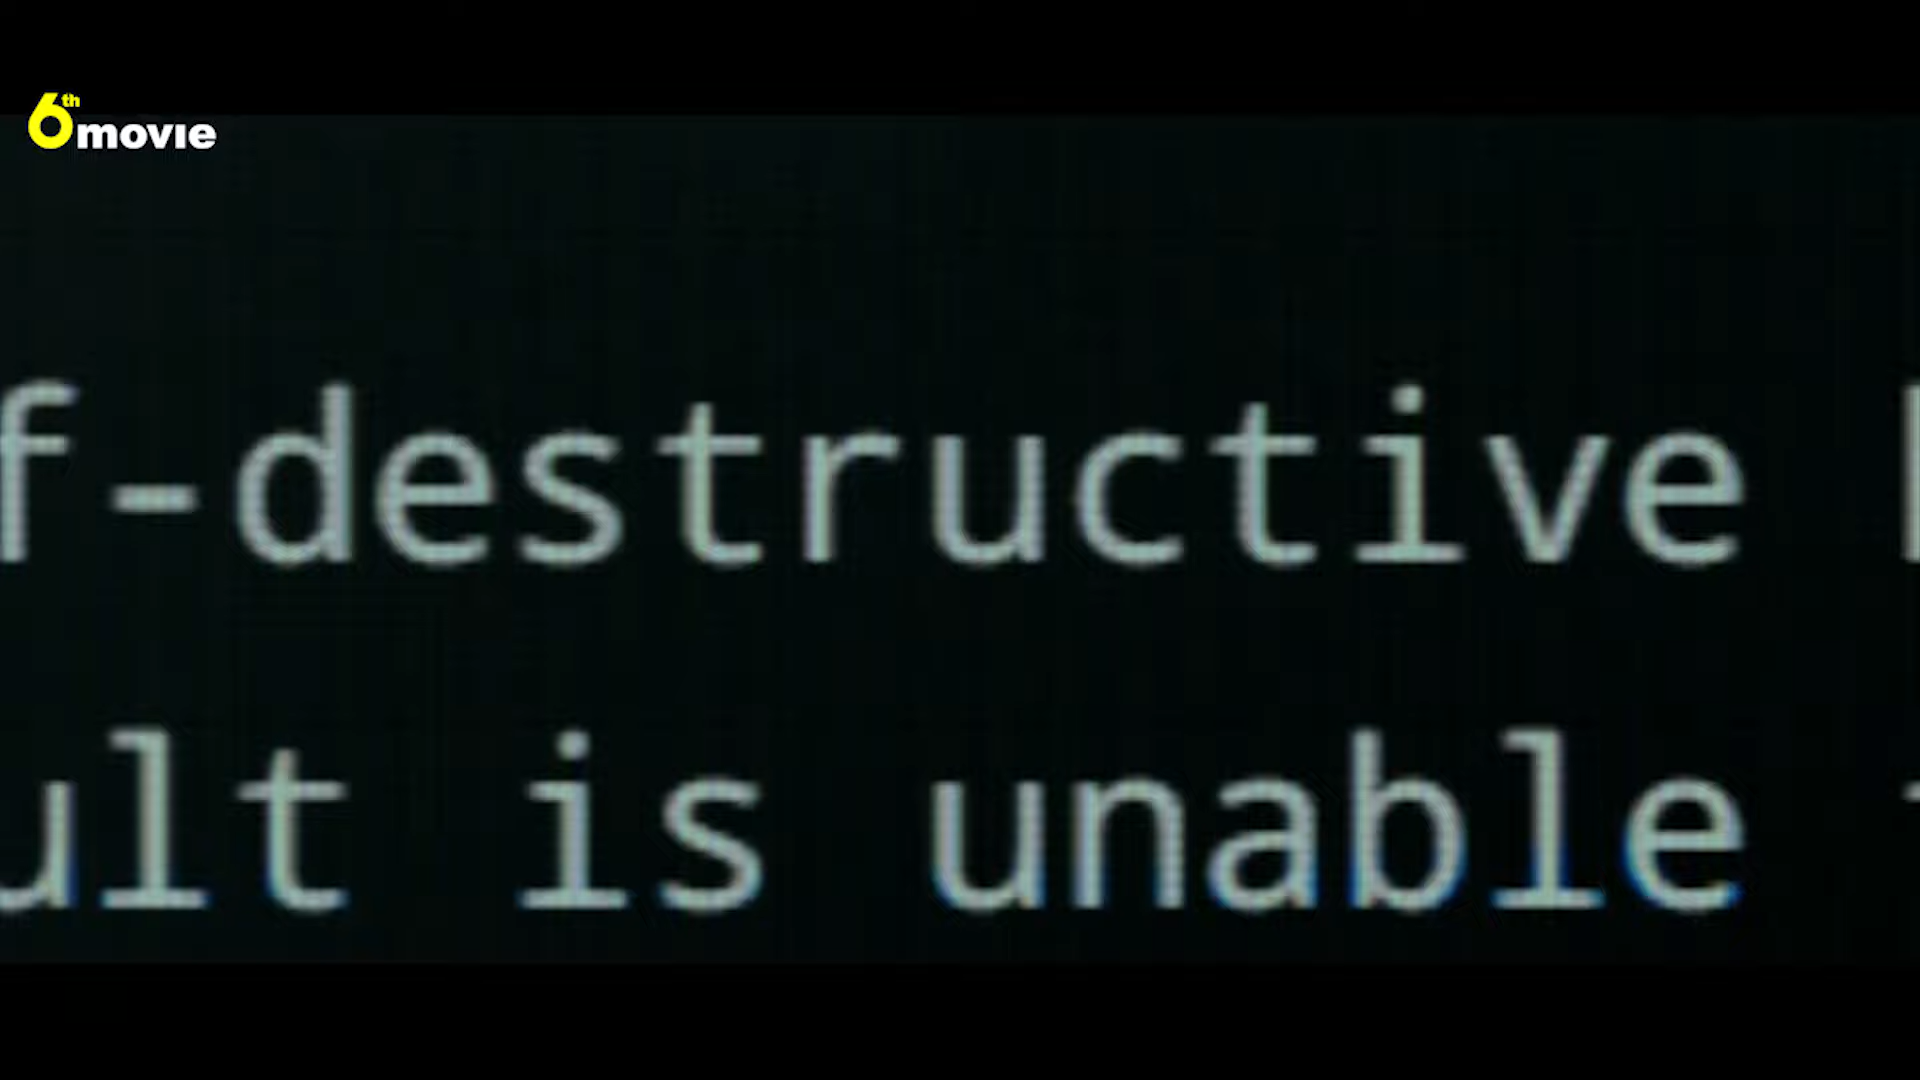 6th movie
f-destructive
ult is unable